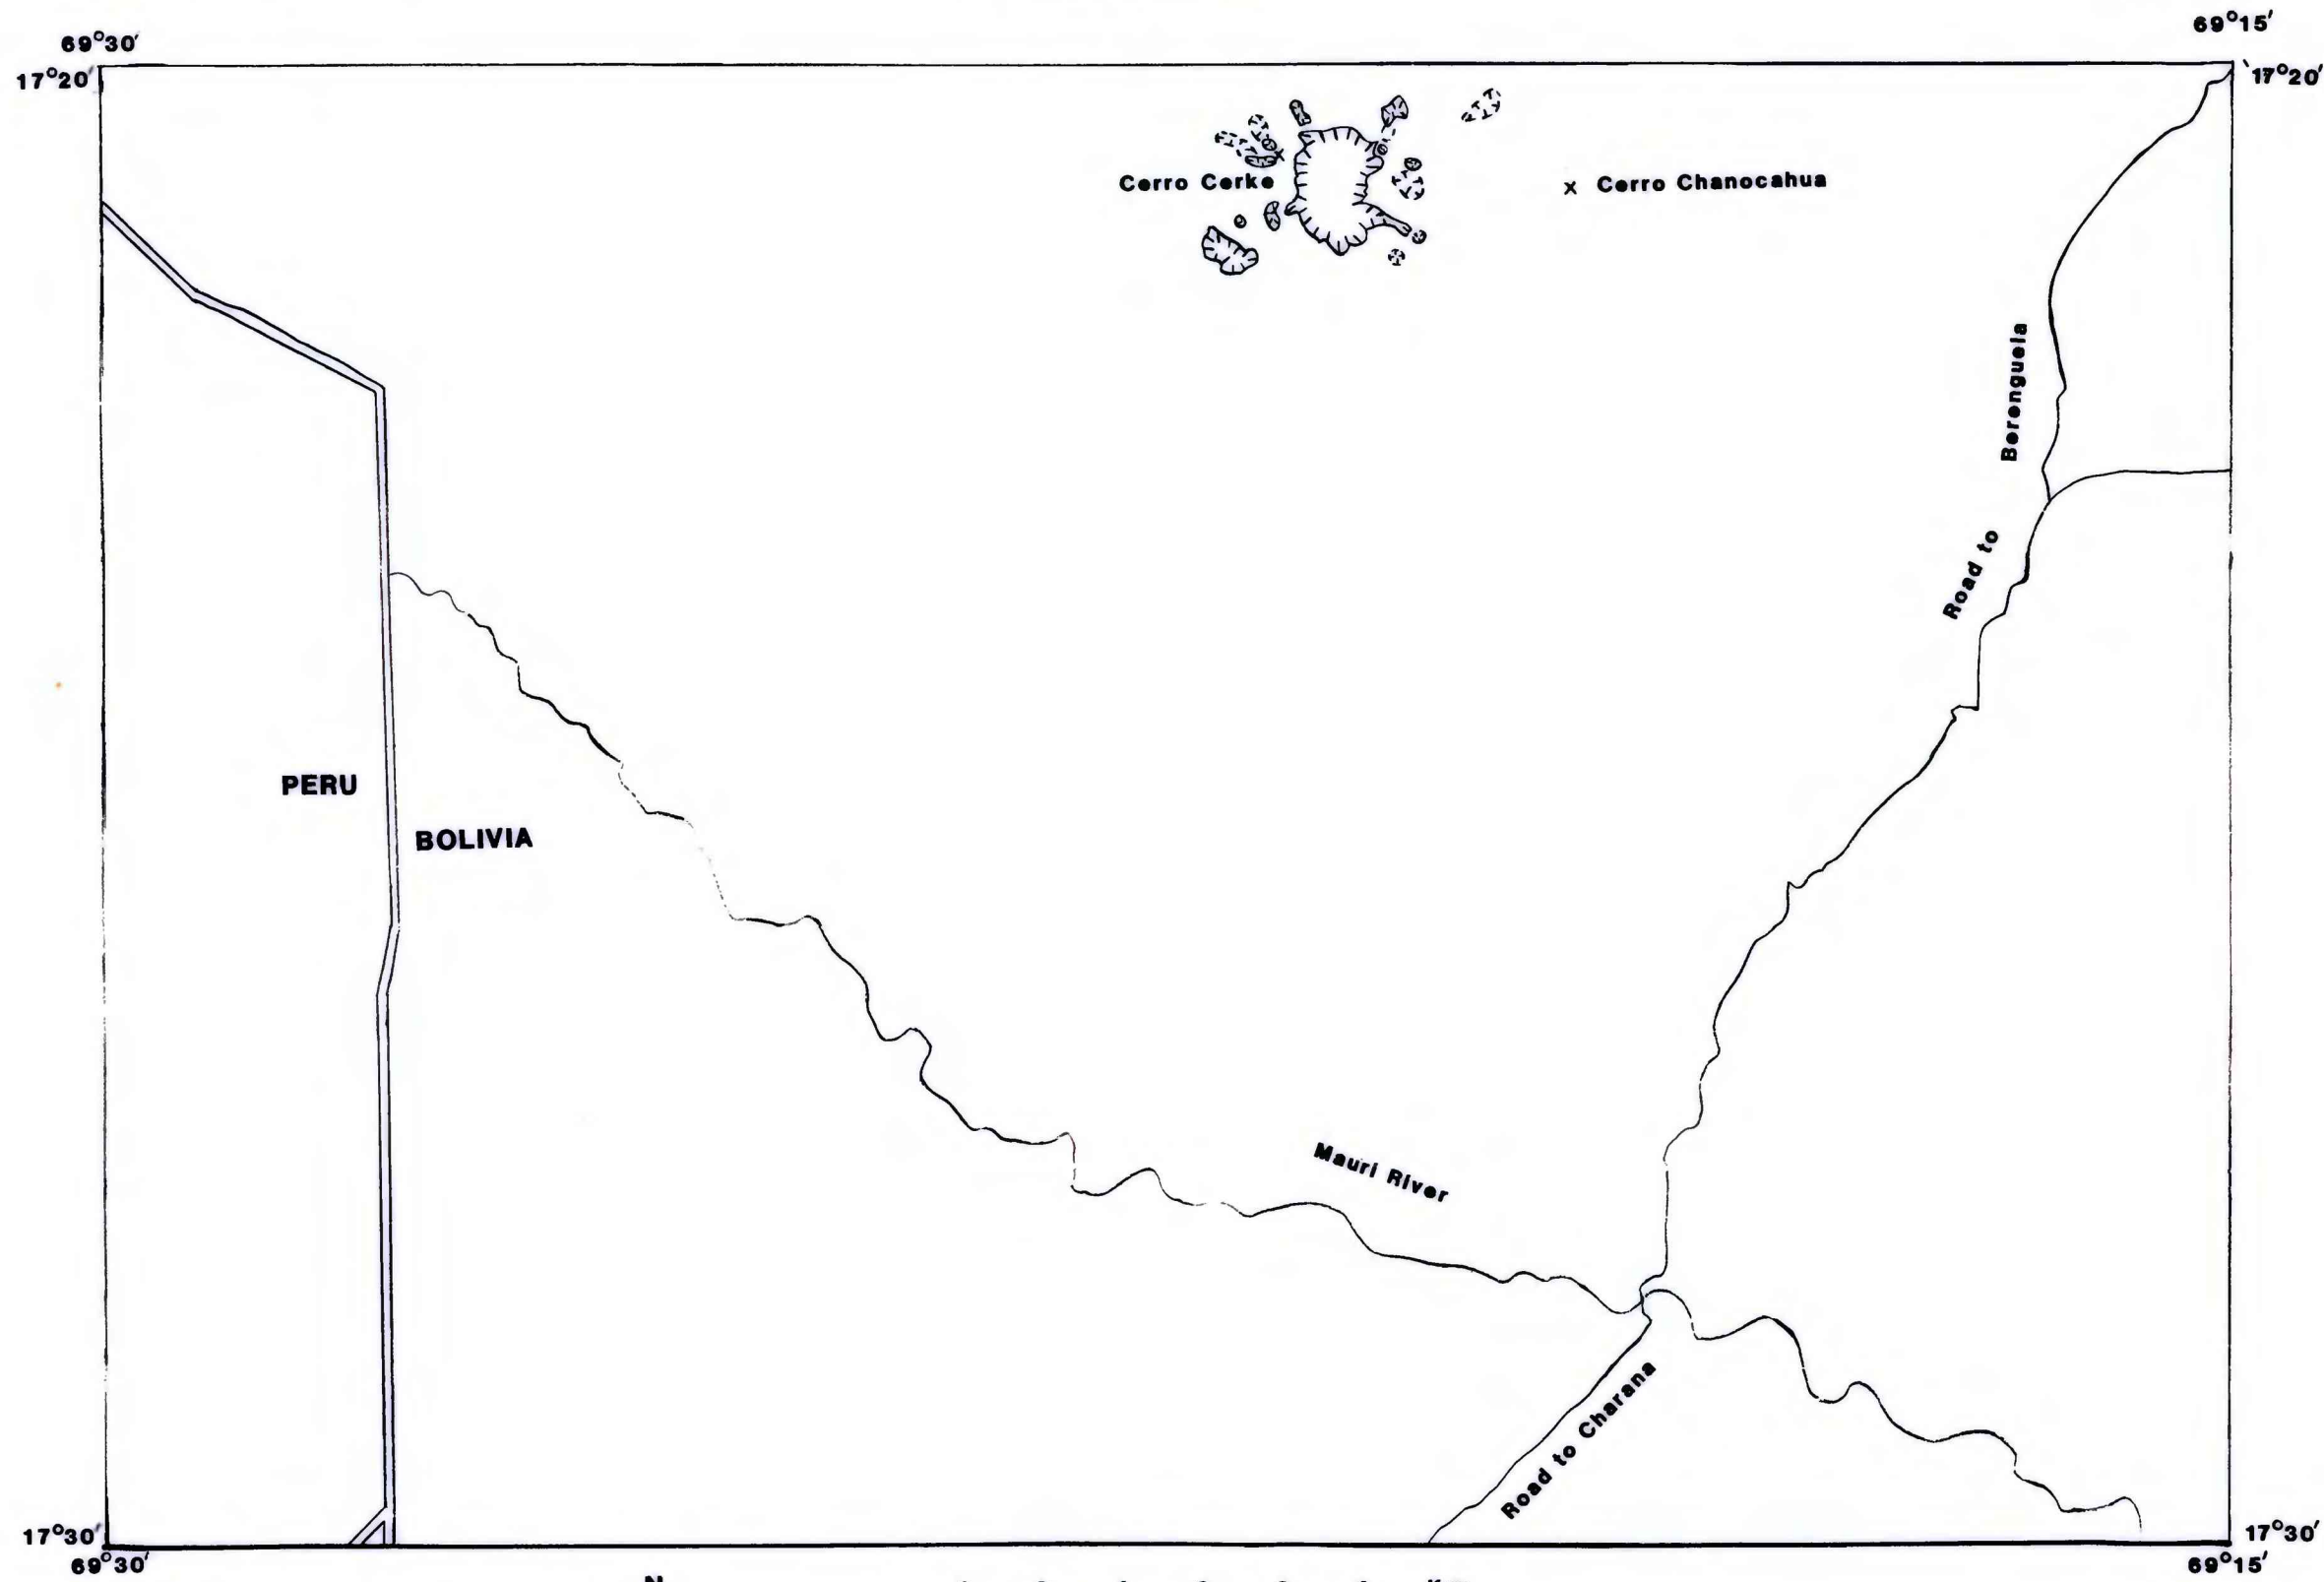 69°30'
69°15'
17°20'
17°20'
Cerro Cerke
x Cerro Chanocahua
Road to Berenguela
PERU
BOLIVIA
Mauri River
Road to Charana
17°30'
17°30'
69°30'
69°15'
N